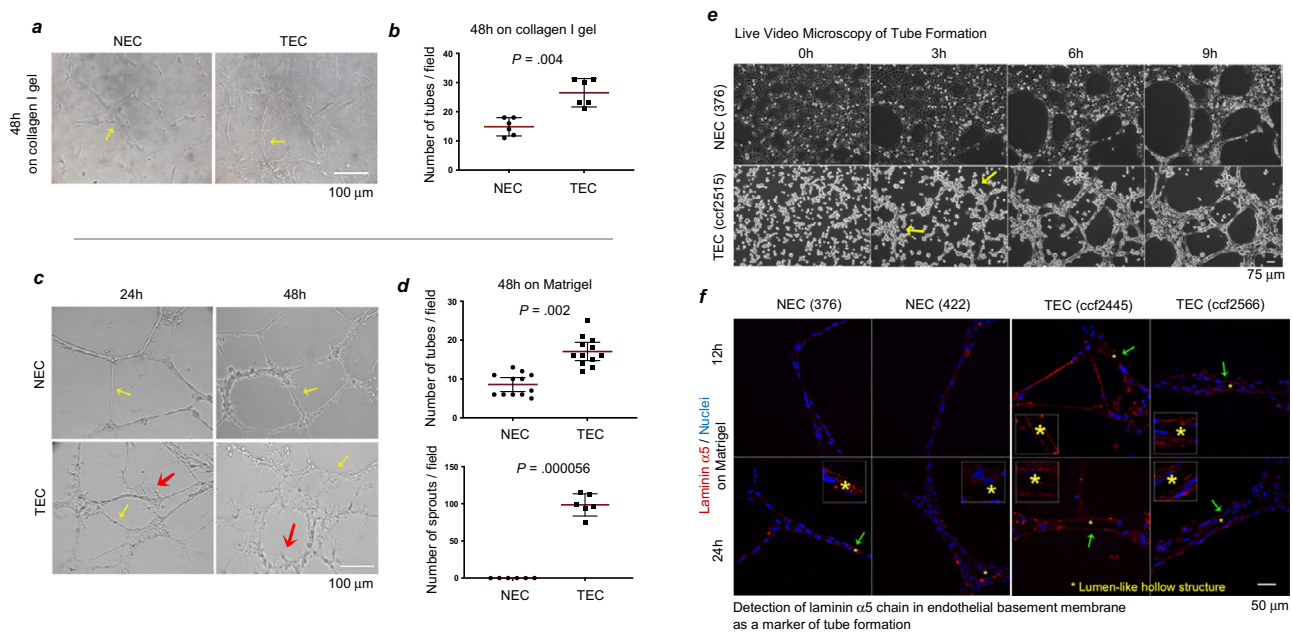 a
NEC
TEC
48h
on collagen I gel
100 μm
b
48h on collagen I gel
P = .004
Number of tubes / field
40
30
20
10
0
NEC
TEC
c
24h
48h
NEC
TEC
100 μm
d
48h on Matrigel
P = .002
Number of tubes / field
30
20
10
0
NEC
TEC
P = .000056
Number of sprouts / field
150
100
50
0
NEC
TEC
e
Live Video Microscopy of Tube Formation
0h
3h
6h
9h
NEC (376)
TEC (ccf2515)
75 μm
f
NEC (376)
NEC (422)
TEC (ccf2445)
TEC (ccf2566)
Laminin α5 / Nuclei
on Matrigel
12h
24h
* Lumen-like hollow structure
50 μm
Detection of laminin α5 chain in endothelial basement membrane
as a marker of tube formation